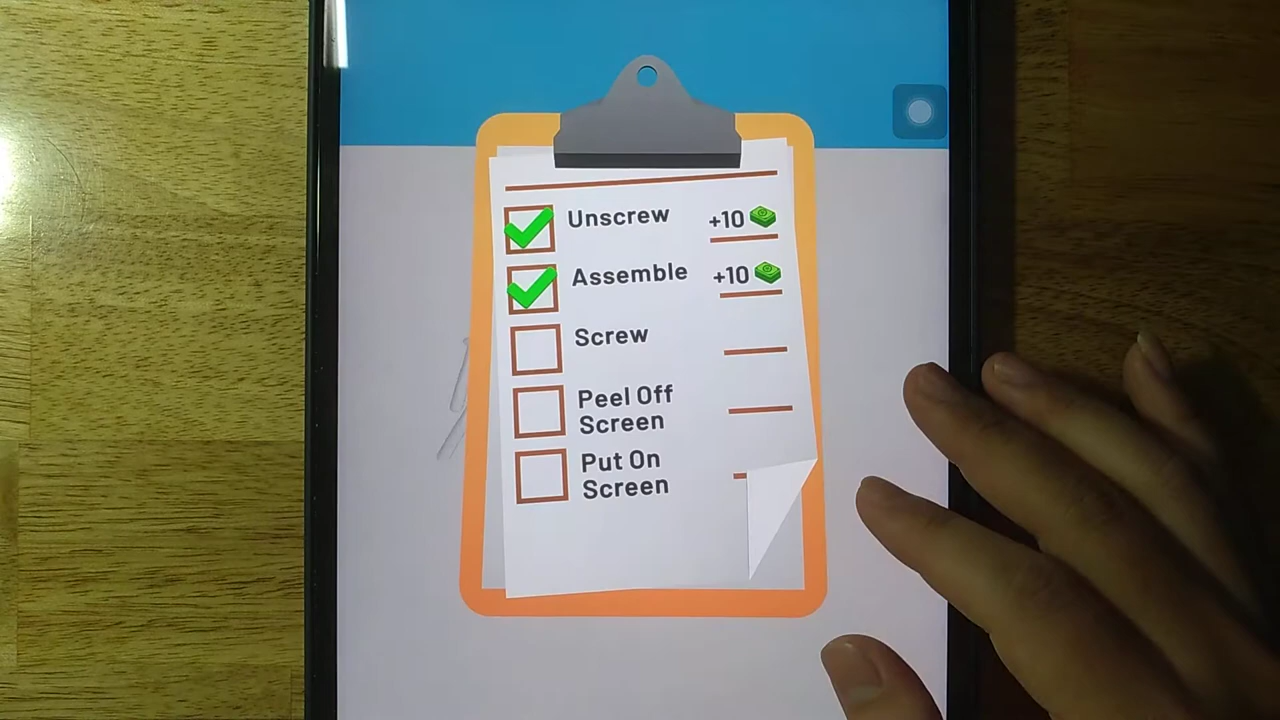 Unscrew +10
Assemble +10
Screw
Peel Off
Screen
Put On
Screen